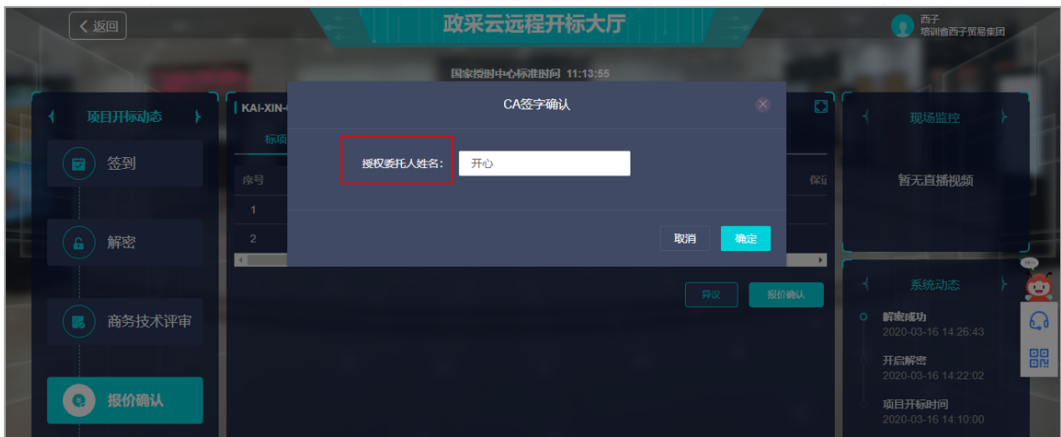 返回
政采云远程开标大厅
西子
培训省西子贸易集团
国家授时中心标准时间 11:13:55
项目开标动态
签到
解密
商务技术评审
报价确认
KAI-XIN-
标项
序号
1
2
CA签字确认
授权委托人姓名:
开心
取消
确定
异议
报价确认
现场监控
暂无直播视频
系统动态
解密成功
2020-03-16 14:26:43
开启解密
2020-03-16 14:22:02
项目开标时间
2020-03-16 14:10:00